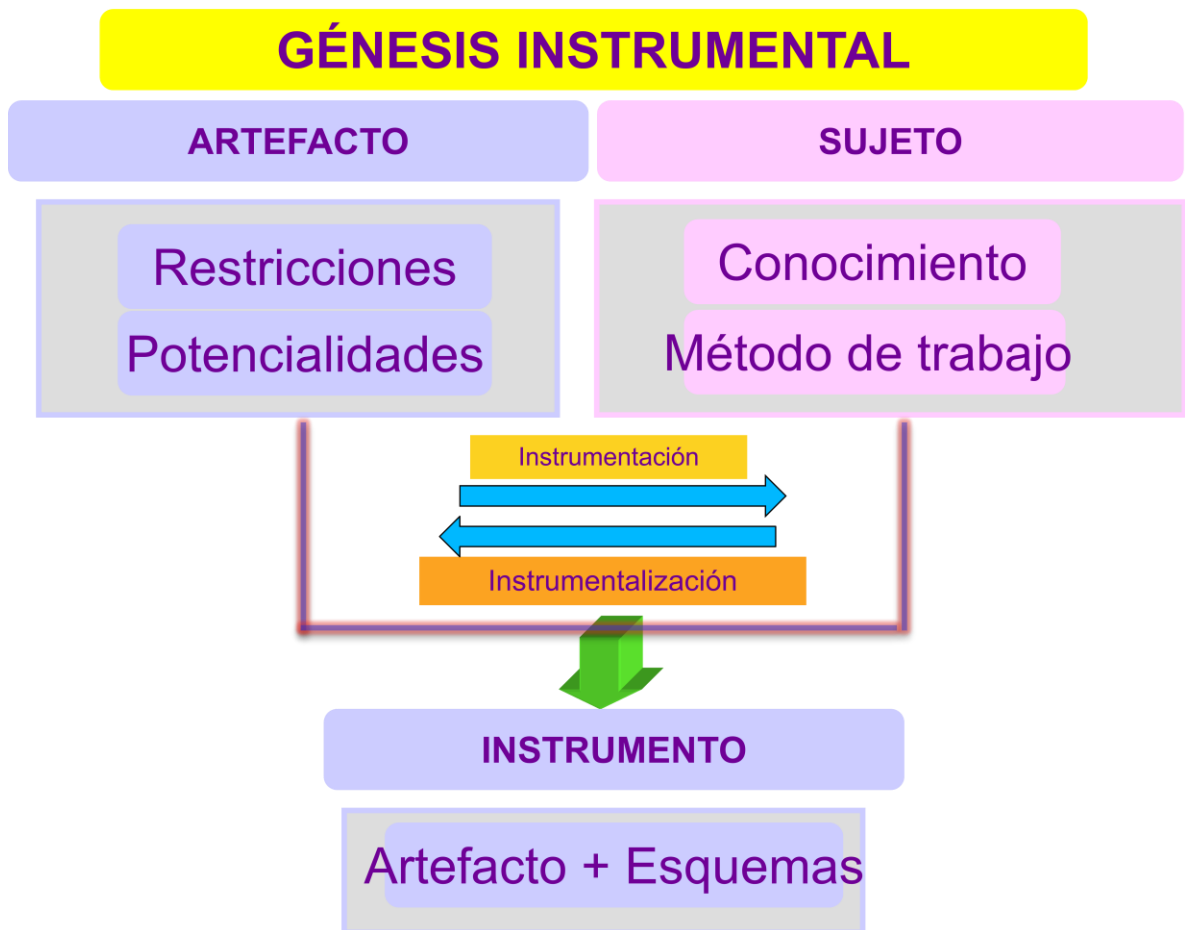 GÉNESIS INSTRUMENTAL
ARTEFACTO
SUJETO
Restricciones
Potencialidades
Conocimiento
Método de trabajo
Instrumentación
Instrumentalización
INSTRUMENTO
Artefacto + Esquemas